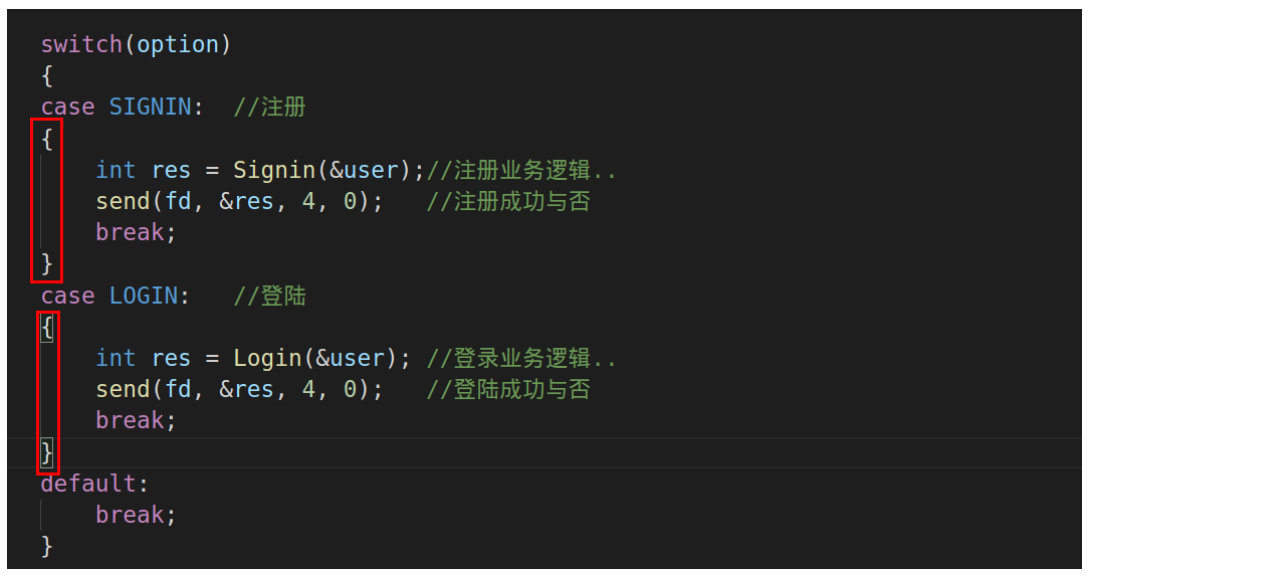 switch(option)
{
case SIGNIN:  //注册
{
    int res = Signin(&user);//注册业务逻辑..
    send(fd, &res, 4, 0);   //注册成功与否
    break;
}
case LOGIN:   //登陆
{
    int res = Login(&user); //登录业务逻辑..
    send(fd, &res, 4, 0);   //登陆成功与否
    break;
}
default:
    break;
}